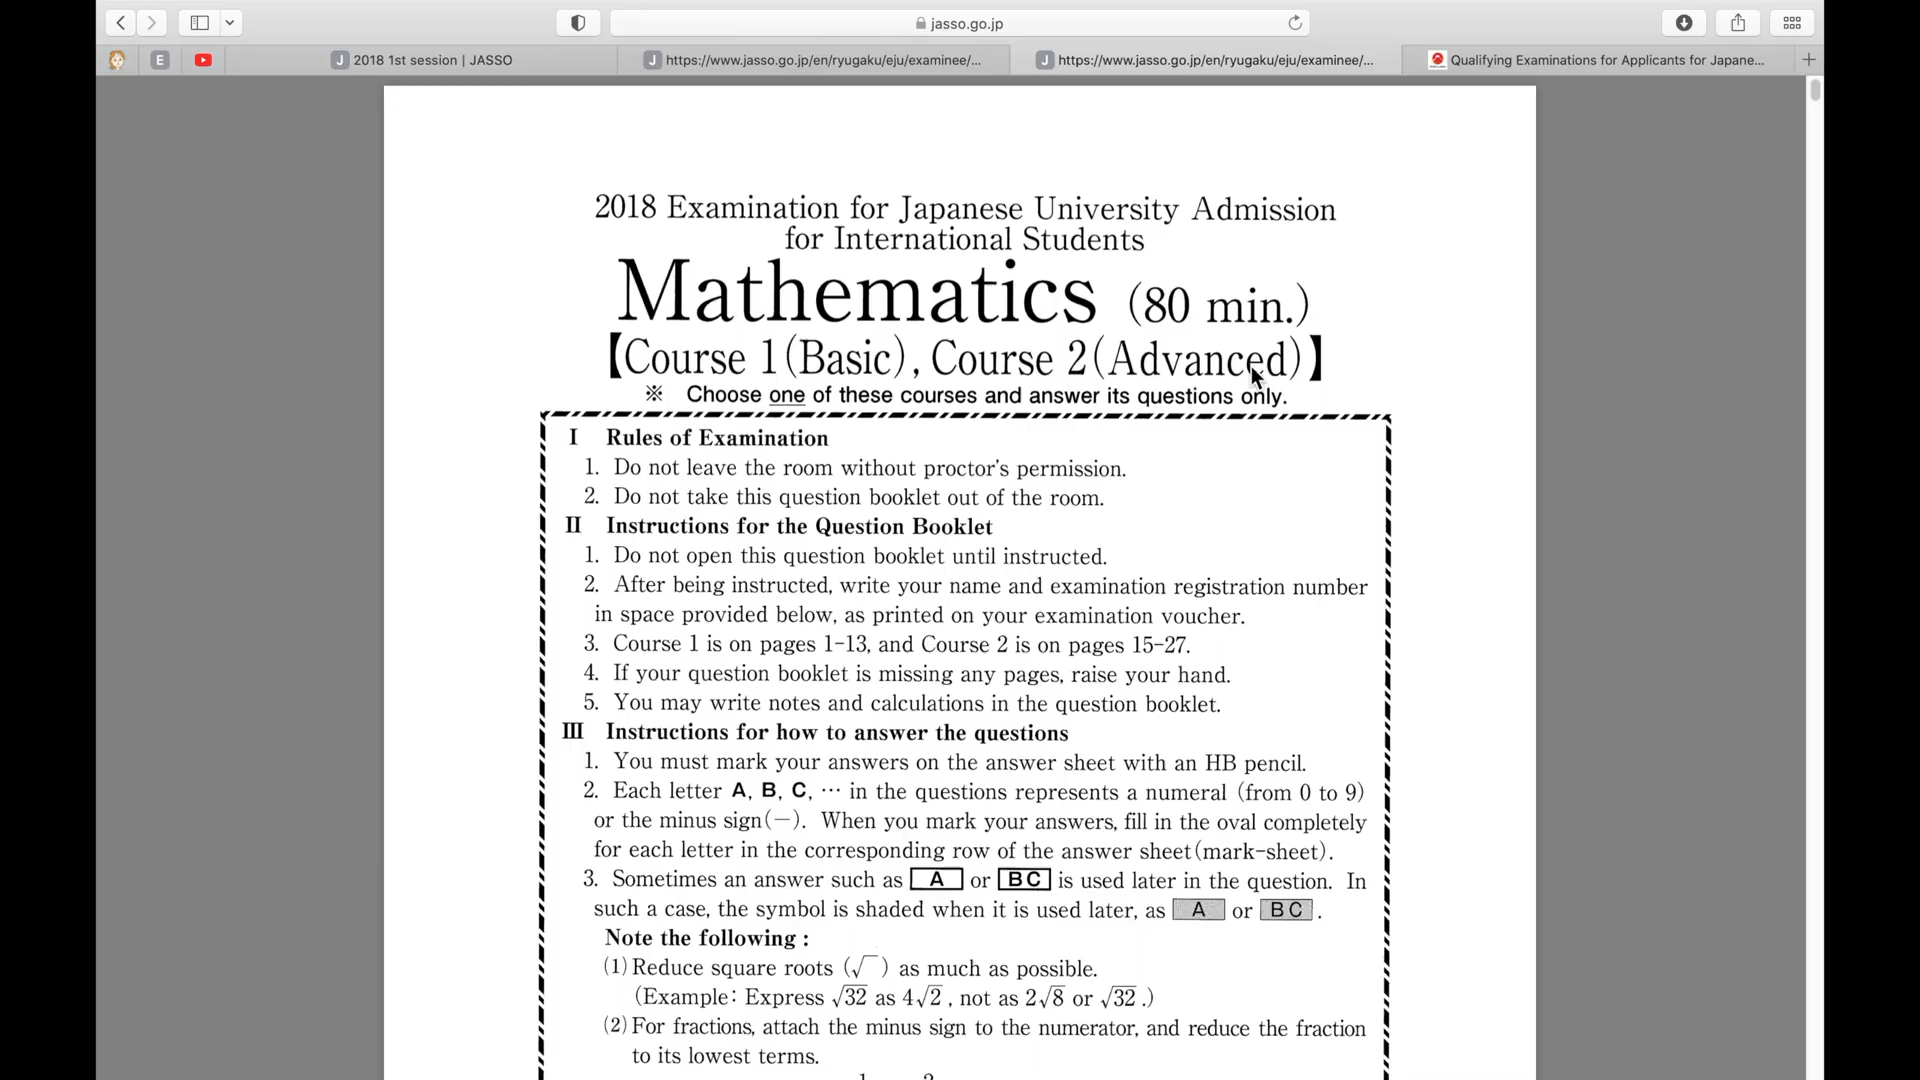 jasso.go.jp
E
J 2018 1st session | JASSO
J https://www.jasso.go.jp/en/ryugaku/eju/examinee/...
J https://www.jasso.go.jp/en/ryugaku/eju/examinee/...
Qualifying Examinations for Applicants for Japane...
2018 Examination for Japanese University Admission
for International Students
Mathematics (80 min.)
【Course 1(Basic), Course 2(Advanced)】
※ Choose one of these courses and answer its questions only.
I Rules of Examination
1. Do not leave the room without proctor's permission.
2. Do not take this question booklet out of the room.
II Instructions for the Question Booklet
1. Do not open this question booklet until instructed.
2. After being instructed, write your name and examination registration number
in space provided below, as printed on your examination voucher.
3. Course 1 is on pages 1-13, and Course 2 is on pages 15-27.
4. If your question booklet is missing any pages, raise your hand.
5. You may write notes and calculations in the question booklet.
III Instructions for how to answer the questions
1. You must mark your answers on the answer sheet with an HB pencil.
2. Each letter A, B, C, … in the questions represents a numeral (from 0 to 9)
or the minus sign(−). When you mark your answers, fill in the oval completely
for each letter in the corresponding row of the answer sheet(mark-sheet).
3. Sometimes an answer such as A or BC is used later in the question. In
such a case, the symbol is shaded when it is used later, as A or BC.
Note the following :
(1) Reduce square roots (√ ) as much as possible.
(Example: Express √32 as 4√2, not as 2√8 or √32.)
(2) For fractions, attach the minus sign to the numerator, and reduce the fraction
to its lowest terms.